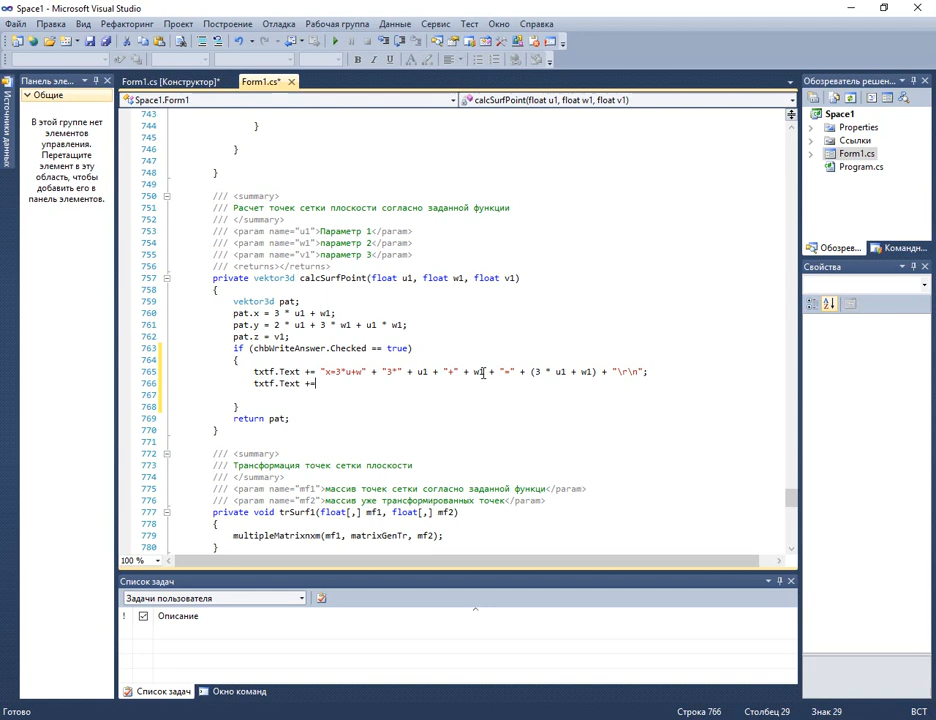 Space1 - Microsoft Visual Studio
Файл Правка Вид Рефакторинг Проект Построение Отладка Рабочая группа Данные Сервис Тест Окно Справка
Панель эле...
Общие
В этой группе нет элементов управления. Перетащите элемент в эту область, чтобы добавить его в панель элементов.
Источники данных
Form1.cs [Конструктор]* Form1.cs*
Space1.Form1 calcSurfPoint(float u1, float w1, float v1)
743
744 }
745
746 }
747
748 }
749
750 /// <summary>
751 /// Расчет точек сетки плоскости согласно заданной функции
752 /// </summary>
753 /// <param name="u1">Параметр 1</param>
754 /// <param name="w1">параметр 2</param>
755 /// <param name="v1">параметр 3</param>
756 /// <returns></returns>
757 private vektor3d calcSurfPoint(float u1, float w1, float v1)
758 {
759 vektor3d pat;
760 pat.x = 3 * u1 + w1;
761 pat.y = 2 * u1 + 3 * w1 + u1 * w1;
762 pat.z = v1;
763 if (chbWriteAnswer.Checked == true)
764 {
765 txtf.Text += "x=3*u+w" + "3*" + u1 + "+" + w1 + "=" + (3 * u1 + w1) + "\r\n";
766 txtf.Text +=
767
768 }
769 return pat;
770 }
771
772 /// <summary>
773 /// Трансформация точек сетки плоскости
774 /// </summary>
775 /// <param name="mf1">массив точек сетки согласно заданной функци</param>
776 /// <param name="mf2">массив уже трансформированных точек</param>
777 private void trSurf1(float[,] mf1, float[,] mf2)
778 {
779 multipleMatrixnxm(mf1, matrixGenTr, mf2);
780 }
100 %
Обозреватель решен...
Space1
Properties
Ссылки
Form1.cs
Program.cs
Обозрев... Командн...
Свойства
Список задач
Задачи пользователя
! Описание
Список задач Окно команд
Готово Строка 766 Столбец 29 Знак 29 ВСТ